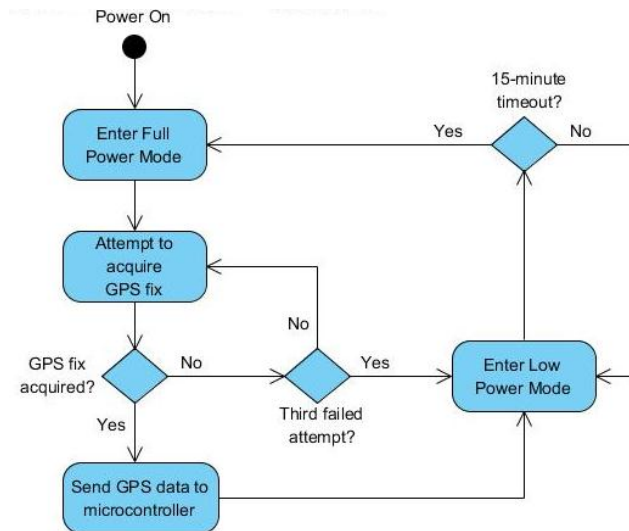 Power On
15-minute
timeout?
Enter Full
Power Mode
Yes
No
Attempt to
acquire
GPS fix
No
GPS fix
acquired?
No
Yes
Enter Low
Power Mode
Third failed
attempt?
Yes
Send GPS data to
microcontroller